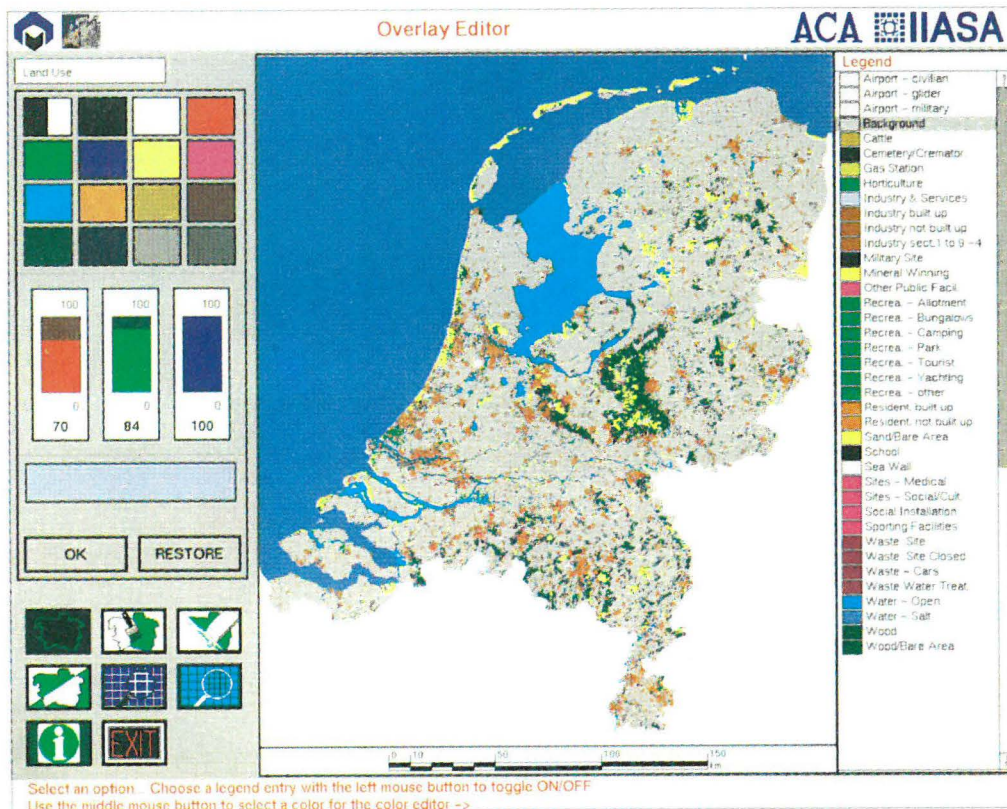 Overlay Editor
ACA IIASA
Land Use
100 100 100
0 0 0
70 84 100
OK RESTORE
i EXIT
Legend
Airport - civilian
Airport - glider
Airport - military
Background
Cattle
Cemetery/Cremator
Gas Station
Horticulture
Industry & Services
Industry built up
Industry not built up
Industry sect.1 to 9 -4
Military Site
Mineral Winning
Other Public Facil.
Recrea. - Allotment
Recrea. - Bungalows
Recrea. - Camping
Recrea. - Park
Recrea. - Tourist
Recrea. - Yachting
Recrea. - other
Resident. built up
Resident. not built up
Sand/Bare Area
School
Sea Wall
Sites - Medical
Sites - Social/Cult.
Social Installation
Sporting Facilities
Waste Site
Waste Site Closed
Waste - Cars
Waste Water Treat.
Water - Open
Water - Salt
Wood
Wood/Bare Area
0 10 50 100 150
km
Select an option... Choose a legend entry with the left mouse button to toggle ON/OFF
Use the middle mouse button to select a color for the color editor ->